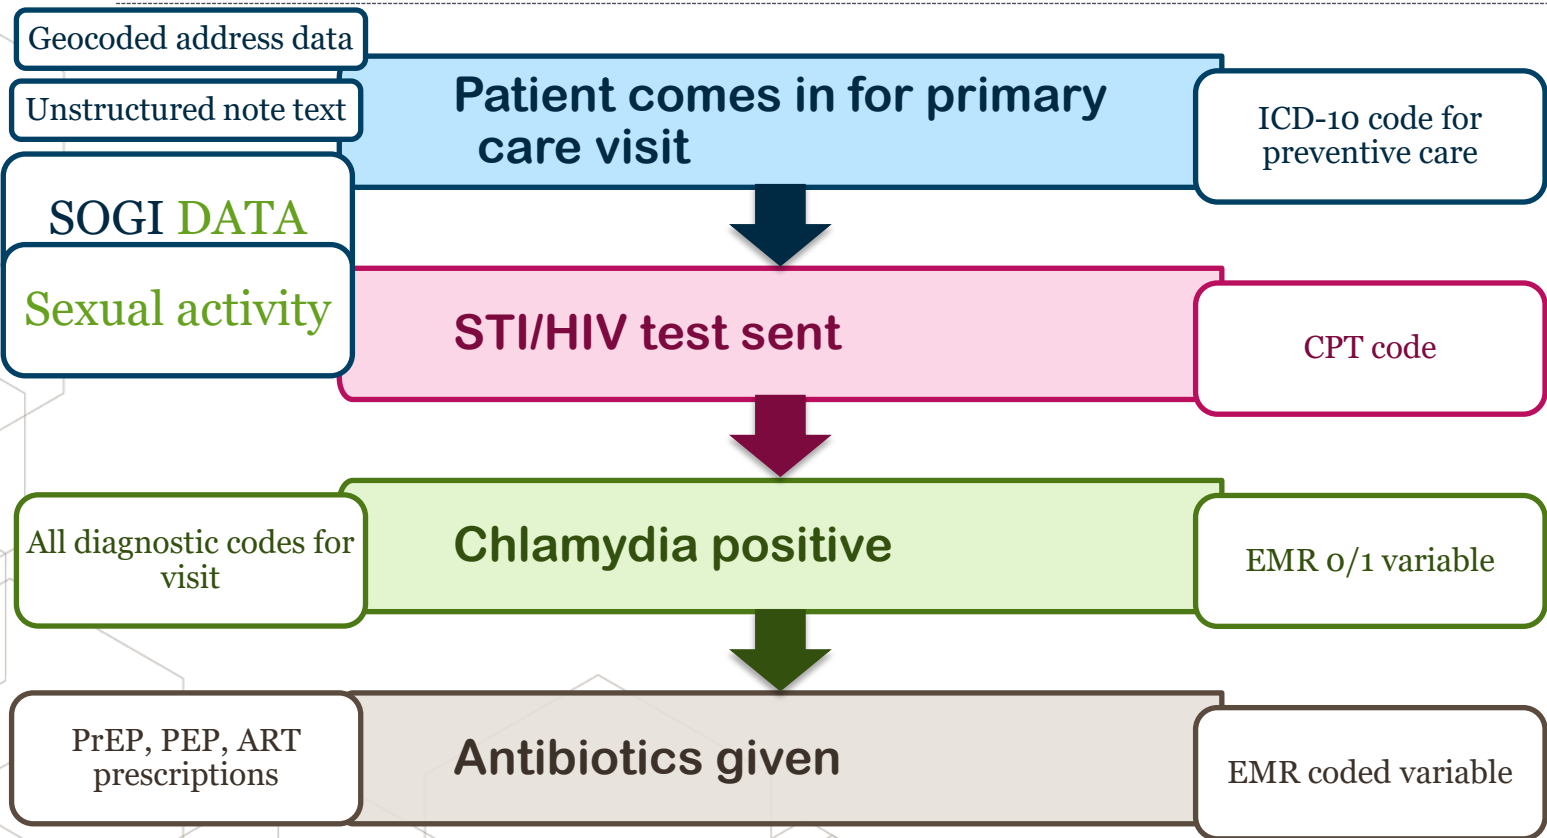 Geocoded address data
Unstructured note text
SOGI DATA
Sexual activity
Patient comes in for primary
care visit
ICD-10 code for
preventive care
STI/HIV test sent
CPT code
All diagnostic codes for
visit
Chlamydia positive
EMR 0/1 variable
PrEP, PEP, ART
prescriptions
Antibiotics given
EMR coded variable